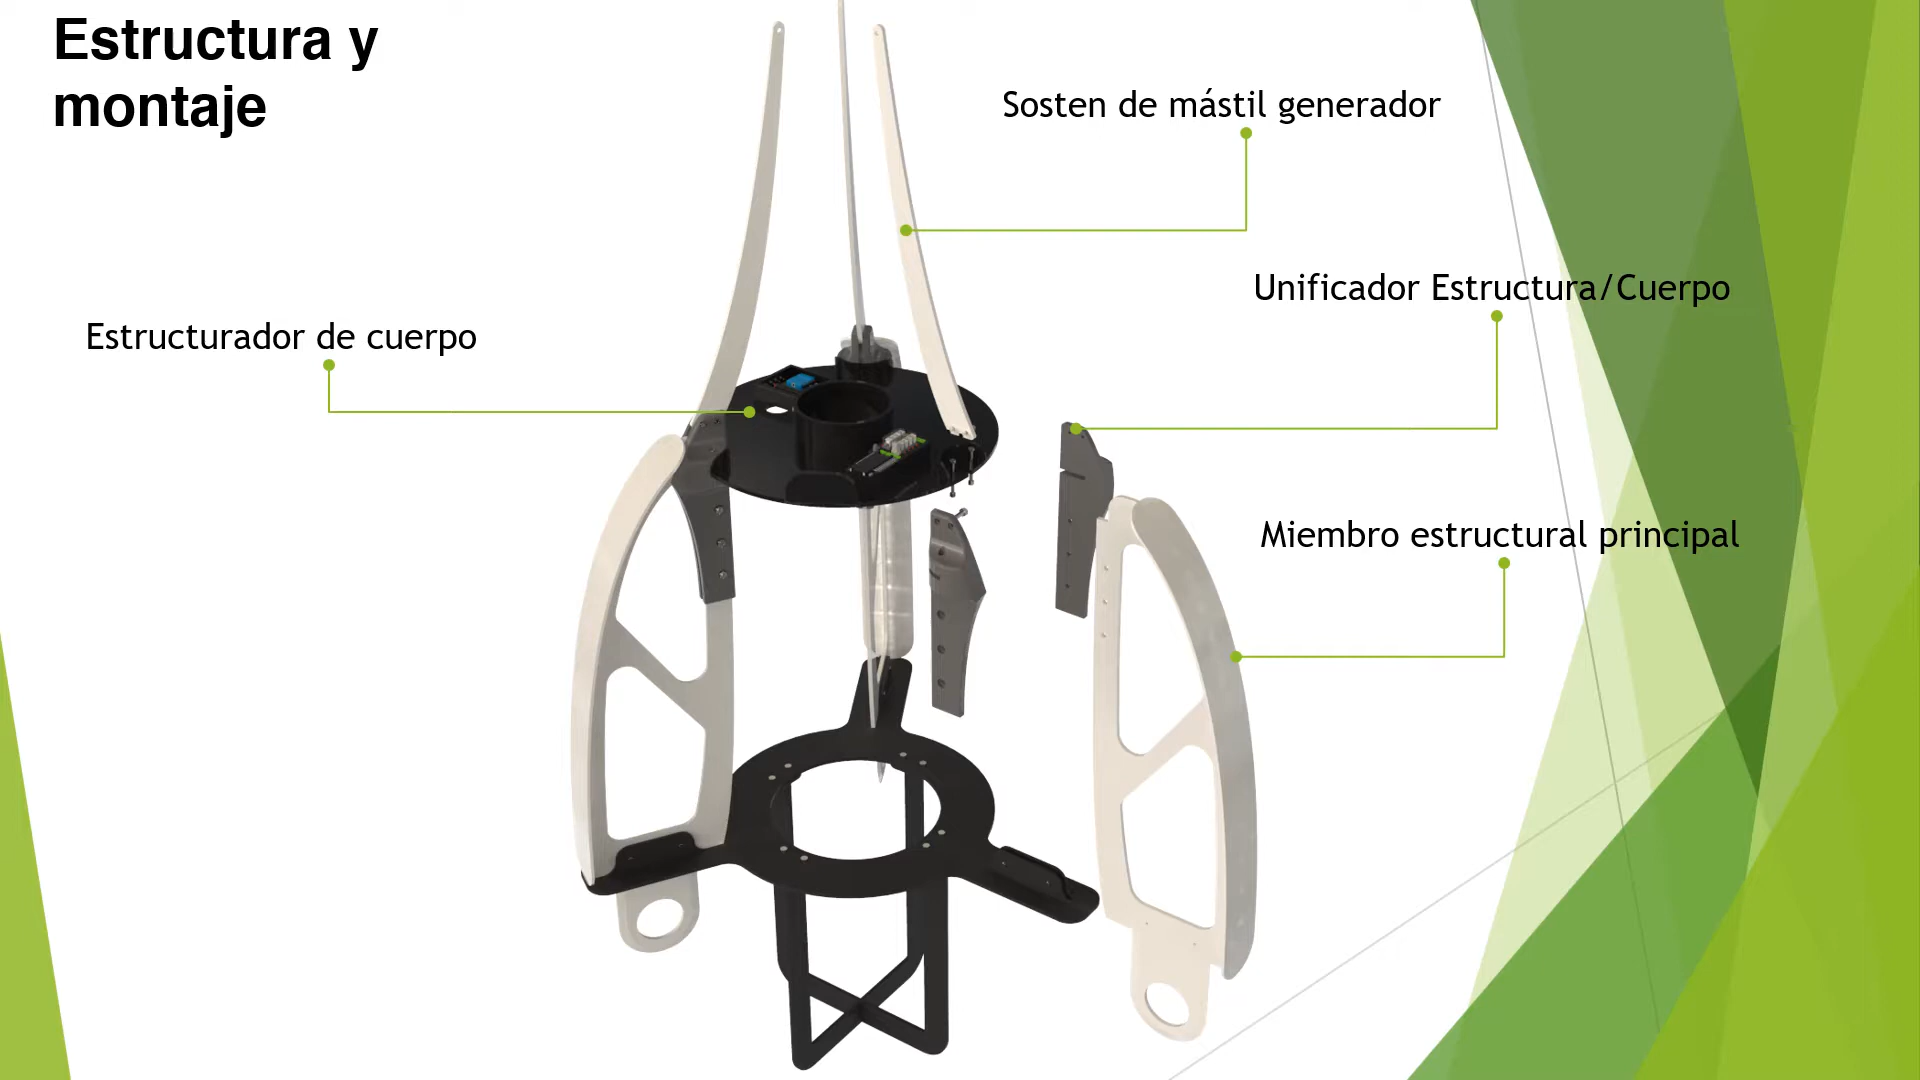 Estructura y
montaje
Sosten de mástil generador
Unificador Estructura/Cuerpo
Estructurador de cuerpo
Miembro estructural principal